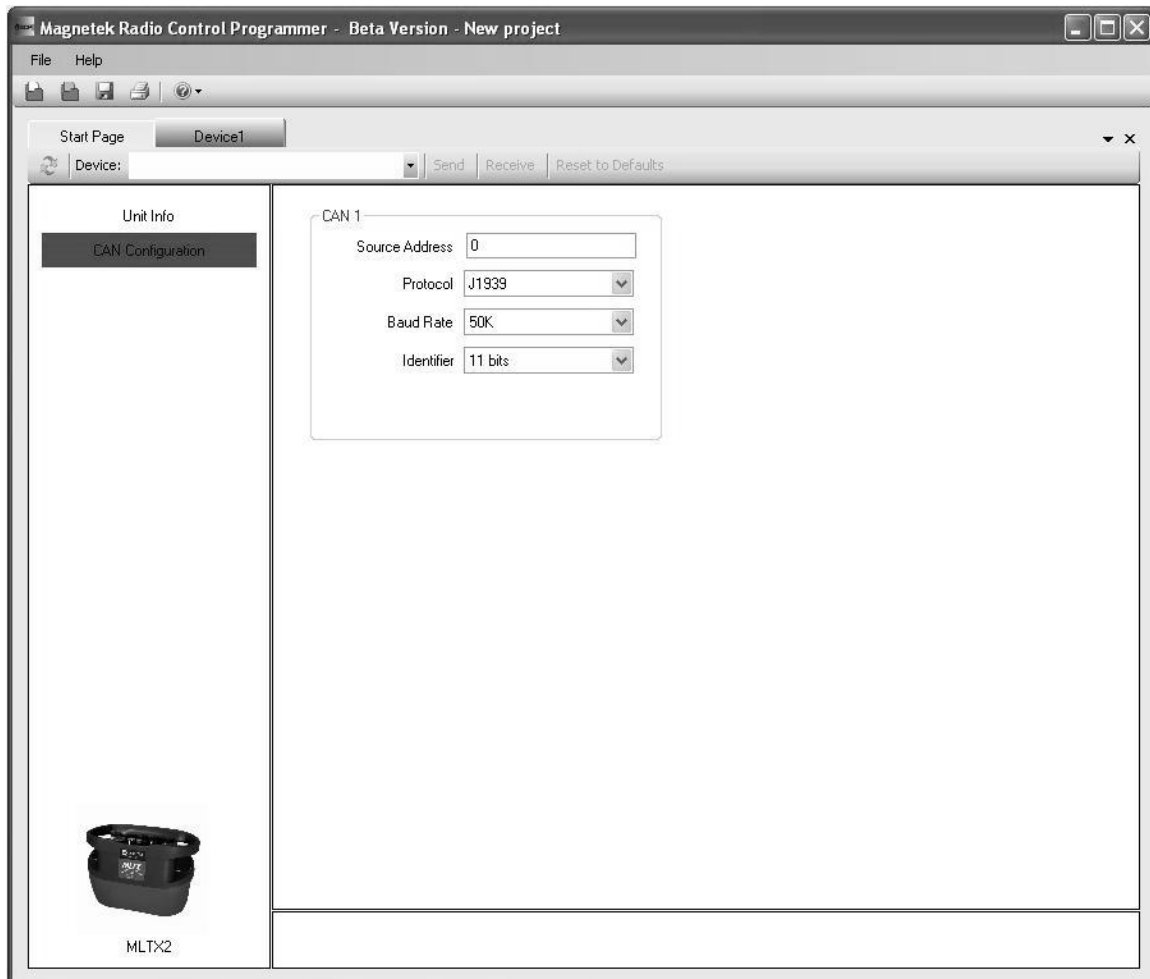 Magnetek Radio Control Programmer - Beta Version - New project
File Help
Start Page Device1
Device: Send Receive Reset to Defaults
Unit Info
CAN Configuration
CAN 1
Source Address 0
Protocol J1939
Baud Rate 50K
Identifier 11 bits
MLTX
MLTX2